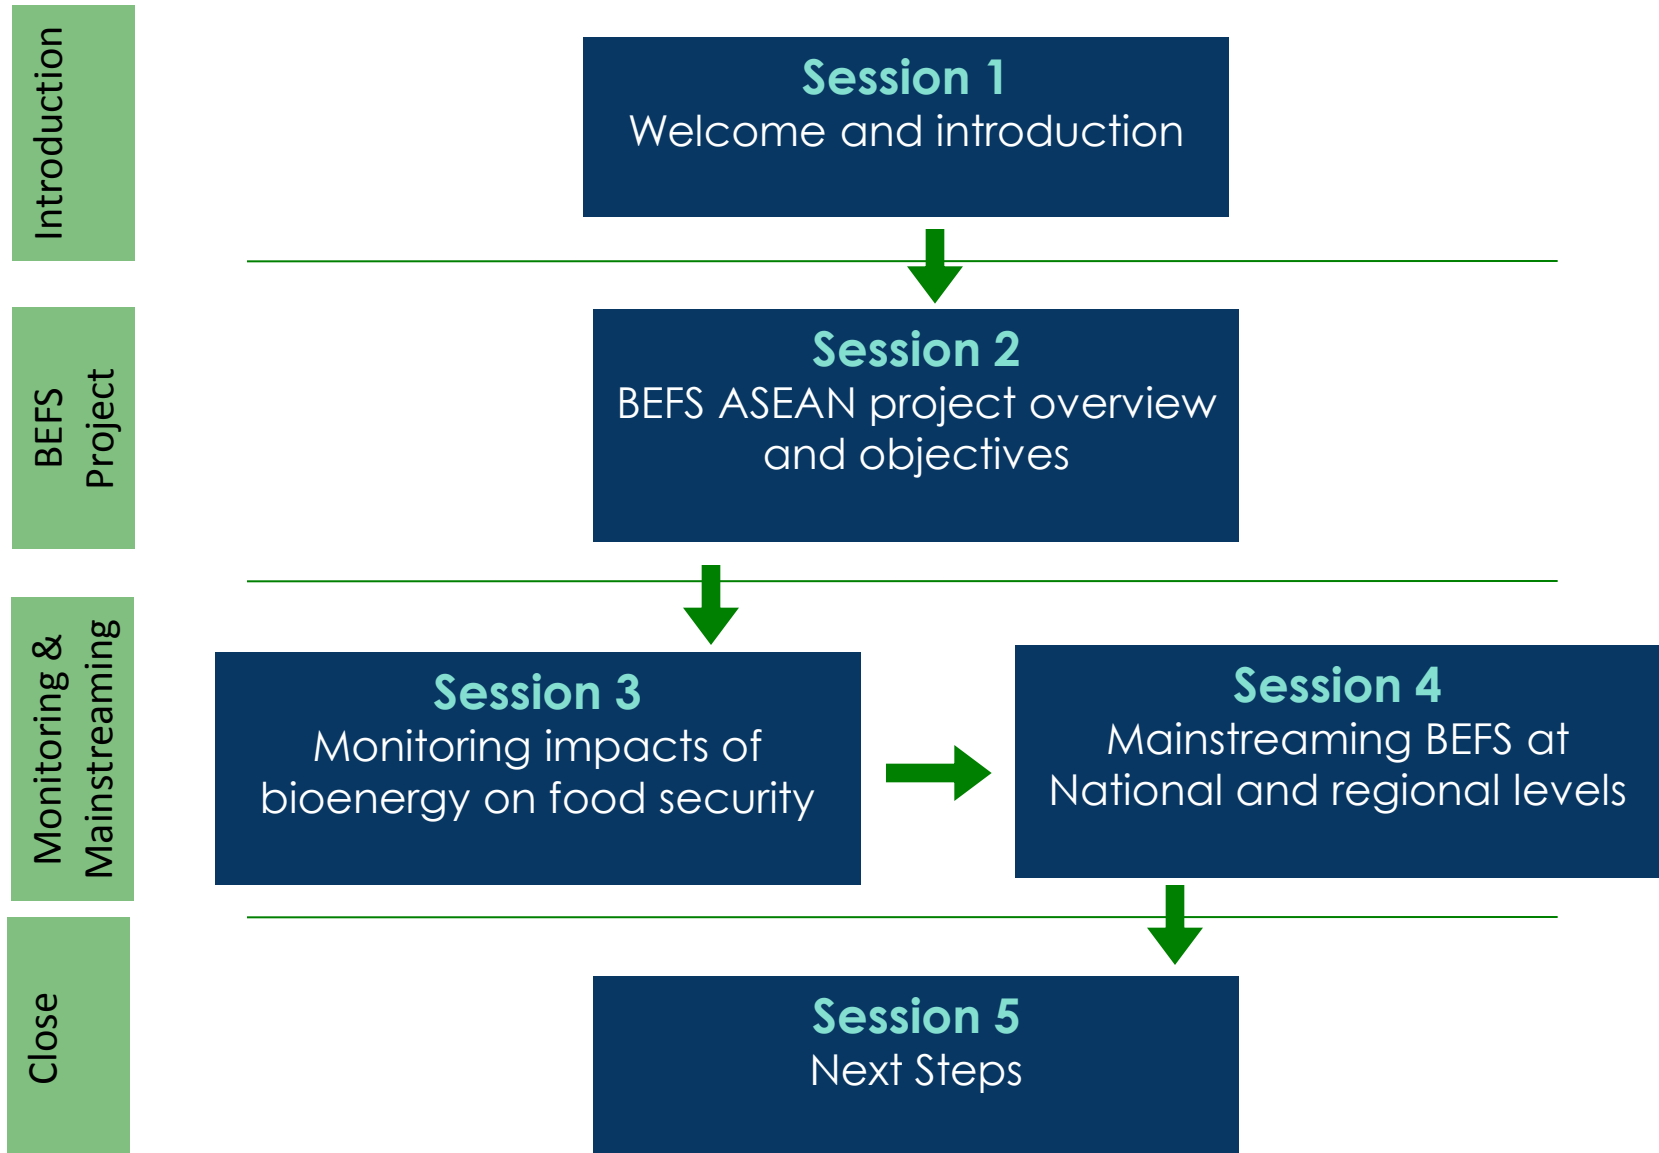 Introduction
Session 1
Welcome and introduction
BEFS
Project
Session 2
BEFS ASEAN project overview
and objectives
Monitoring &
Mainstreaming
Session 3
Monitoring impacts of
bioenergy on food security
Session 4
Mainstreaming BEFS at
National and regional levels
Close
Session 5
Next Steps